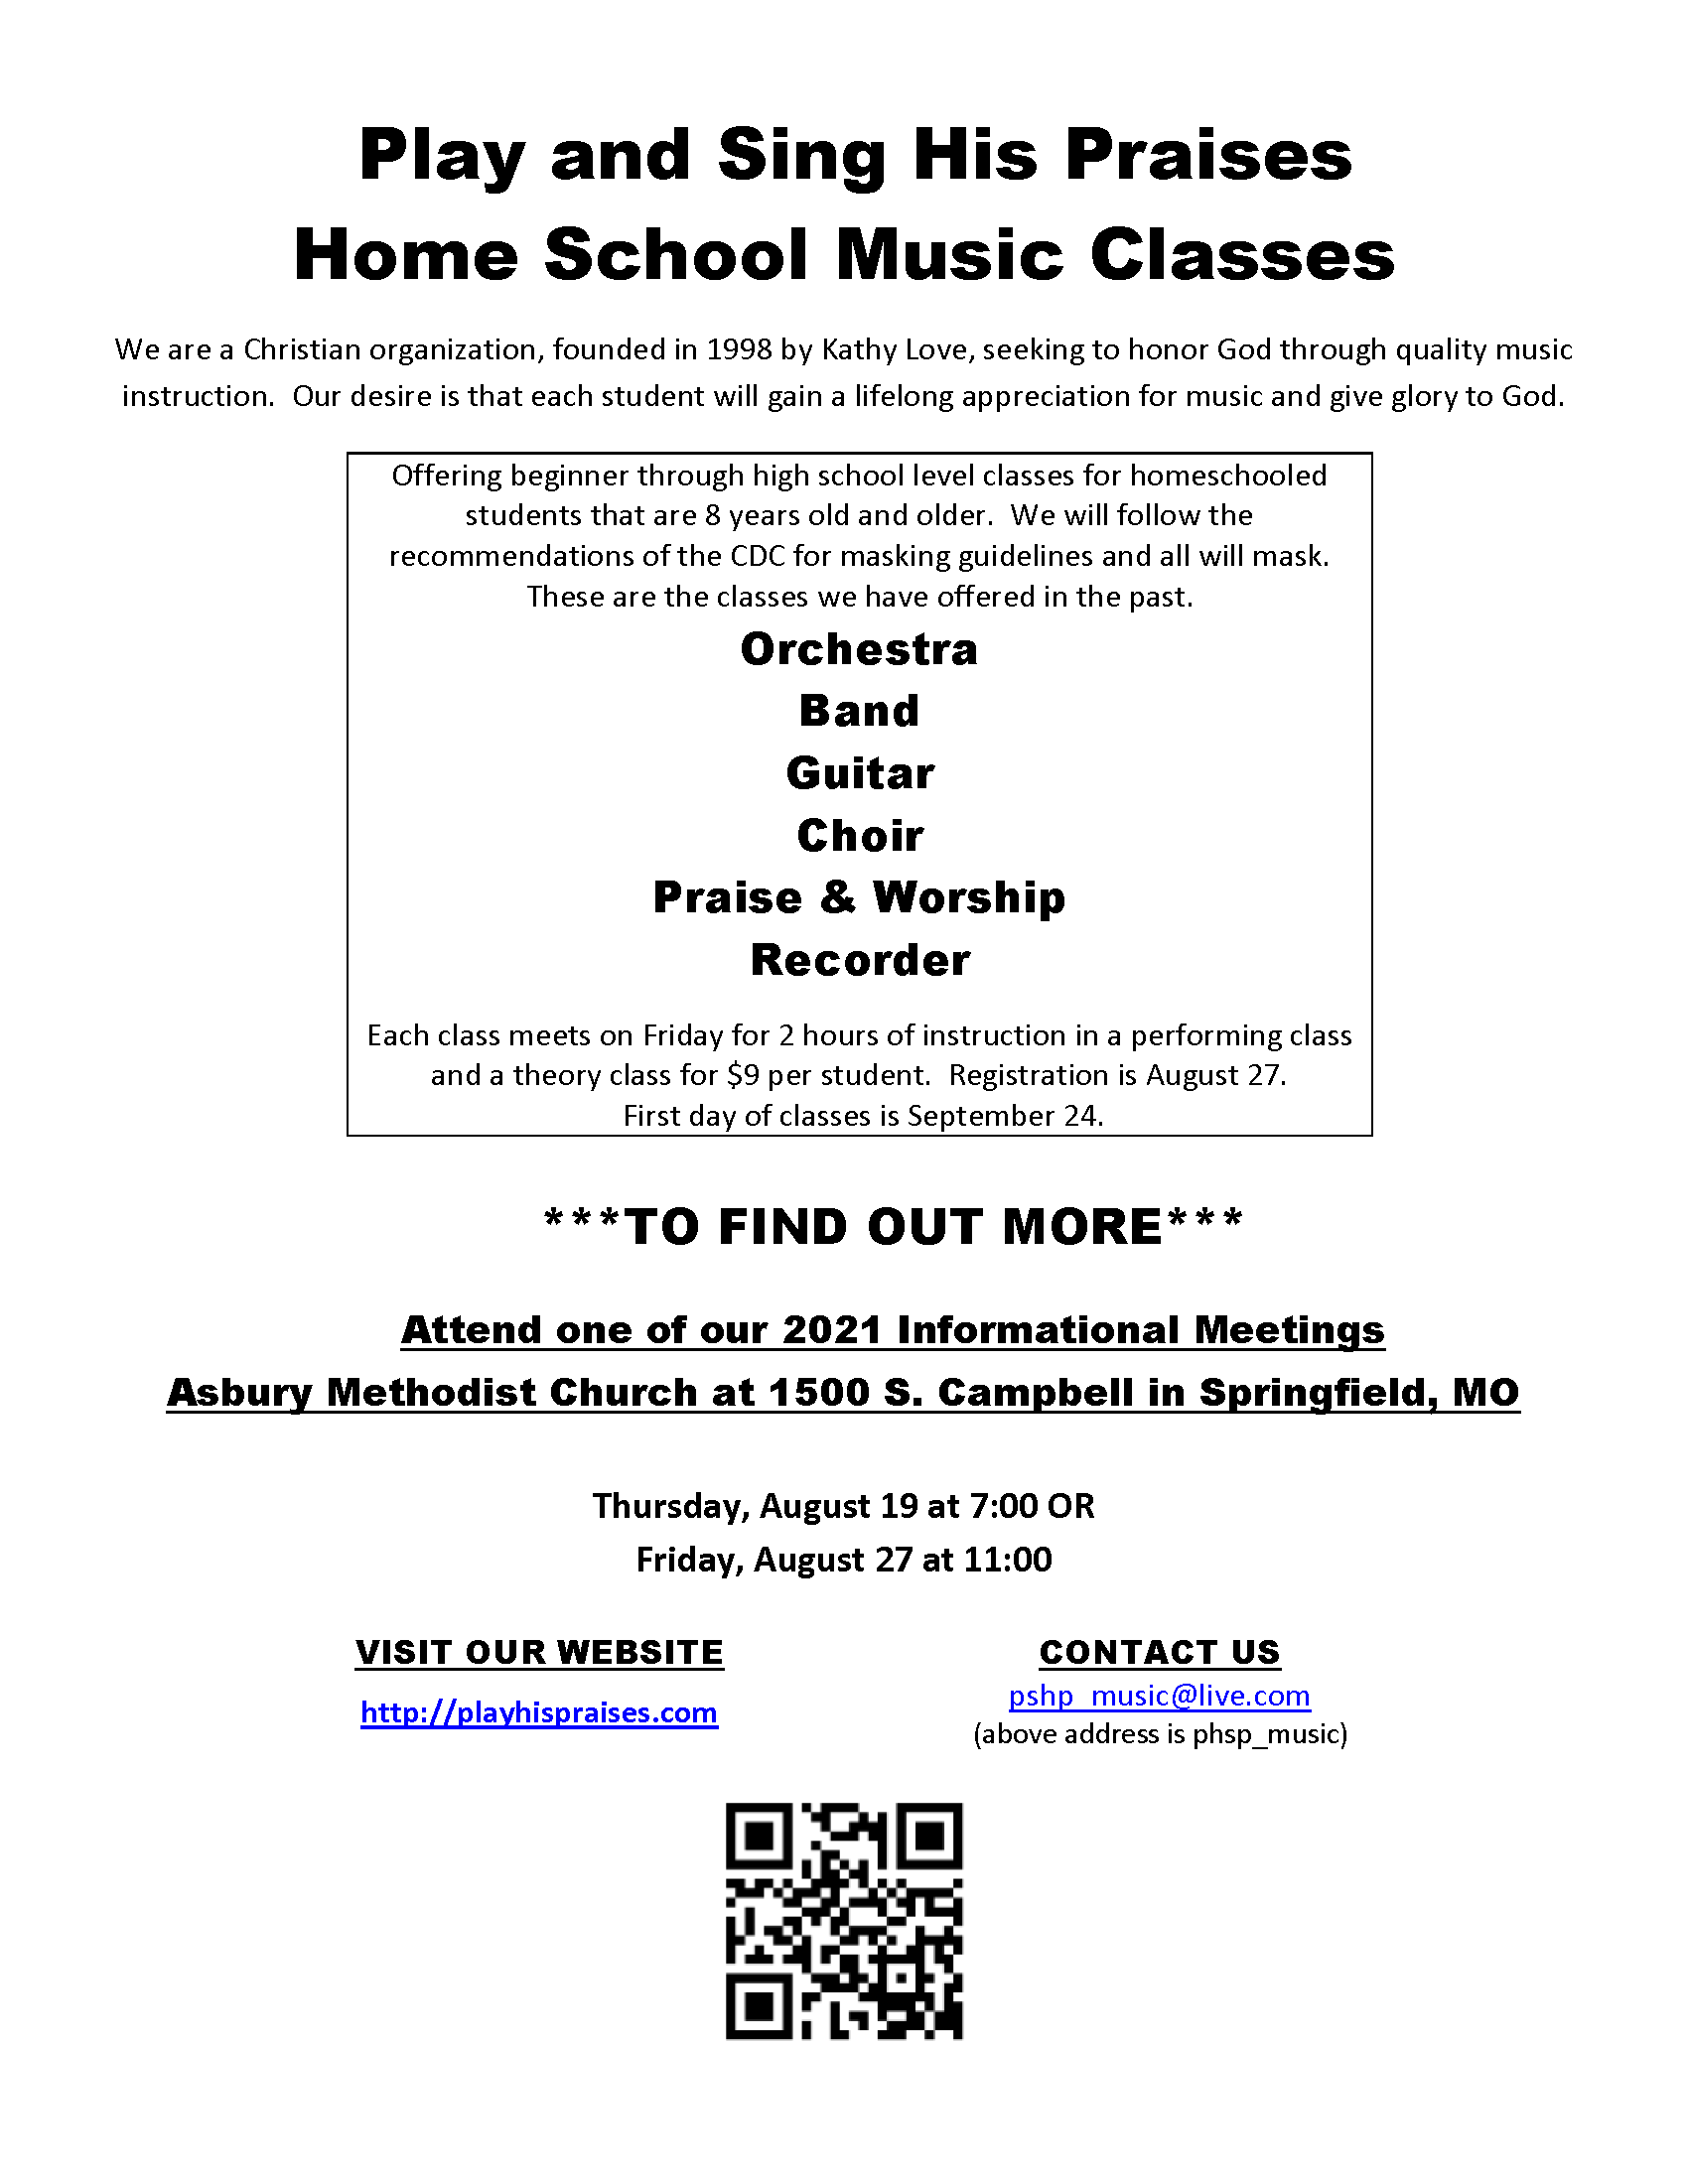 Play and Sing His Praises
Home School Music Classes
We are a Christian organization, founded in 1998 by Kathy Love, seeking to honor God through quality music
instruction.  Our desire is that each student will gain a lifelong appreciation for music and give glory to God.
Offering beginner through high school level classes for homeschooled
students that are 8 years old and older.  We will follow the
recommendations of the CDC for masking guidelines and all will mask.
These are the classes we have offered in the past.
Orchestra
Band
Guitar
Choir
Praise & Worship
Recorder
Each class meets on Friday for 2 hours of instruction in a performing class
and a theory class for $9 per student.  Registration is August 27.
First day of classes is September 24.
***TO FIND OUT MORE***
Attend one of our 2021 Informational Meetings
Asbury Methodist Church at 1500 S. Campbell in Springfield, MO
Thursday, August 19 at 7:00 OR
Friday, August 27 at 11:00
VISIT OUR WEBSITE
http://playhispraises.com
CONTACT US
pshp_music@live.com
(above address is phsp_music)